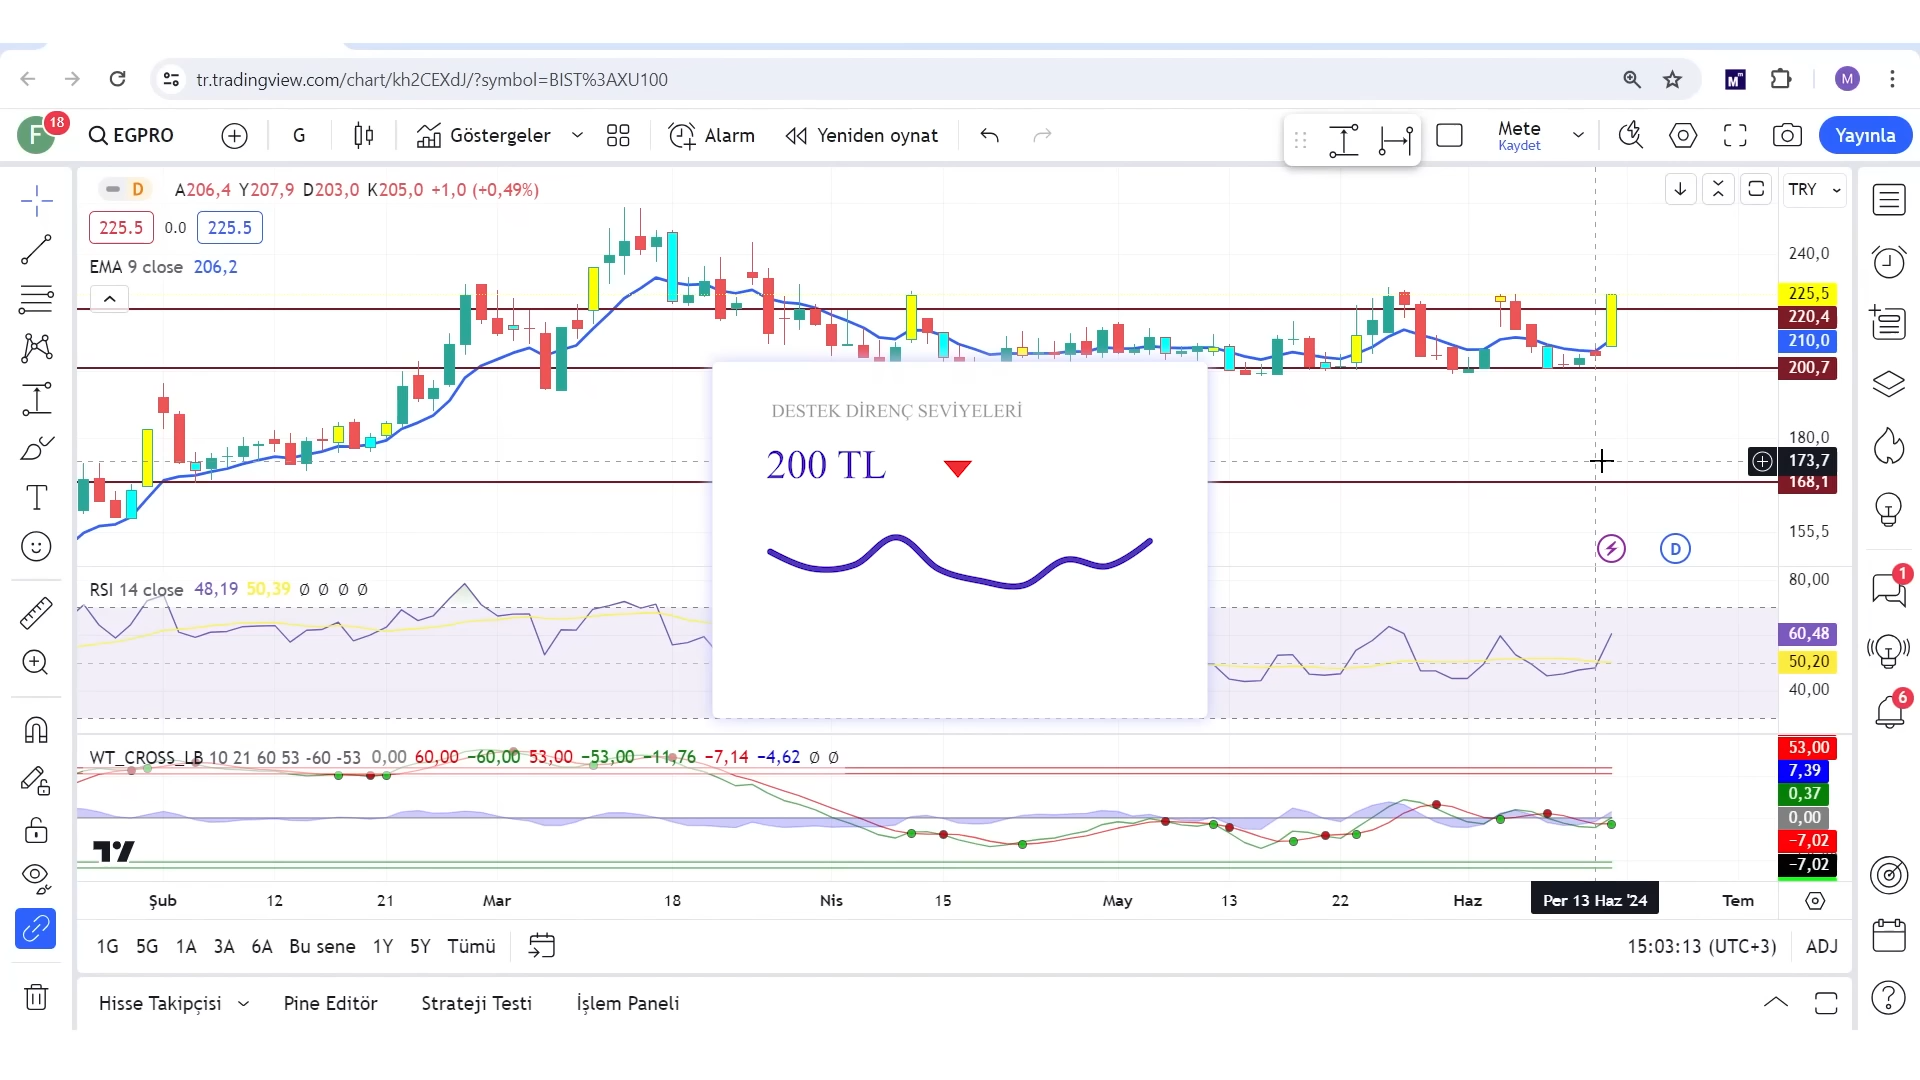 tr.tradingview.com/chart/kh2CEXdJ/?symbol=BIST%3AXU100
M
M
F
18
EGPRO
G
Göstergeler
Alarm
Yeniden oynat
Mete
Kaydet
Yayınla
D
A206,4 Y207,9 D203,0 K205,0 +1,0 (+0,49%)
TRY
225.5 0.0 225.5
EMA 9 close 206,2
240,0
225,5
220,4
210,0
200,7
180,0
173,7
168,1
155,5
DESTEK DİRENÇ SEVİYELERİ
200 TL
D
RSI 14 close 48,19 50,39 Ø Ø Ø Ø
80,00
60,48
50,20
40,00
1
6
WT_CROSS_LB 10 21 60 53 -60 -53 0,00 60,00 −60,00 53,00 −53,00 −11,76 −7,14 −4,62 Ø Ø
53,00
7,39
0,37
0,00
−7,02
−7,02
Şub 12 21 Mar 18 Nis 15 May 13 22 Haz Per 13 Haz '24 Tem
1G 5G 1A 3A 6A Bu sene 1Y 5Y Tümü
15:03:13 (UTC+3) ADJ
Hisse Takipçisi Pine Editör Strateji Testi İşlem Paneli